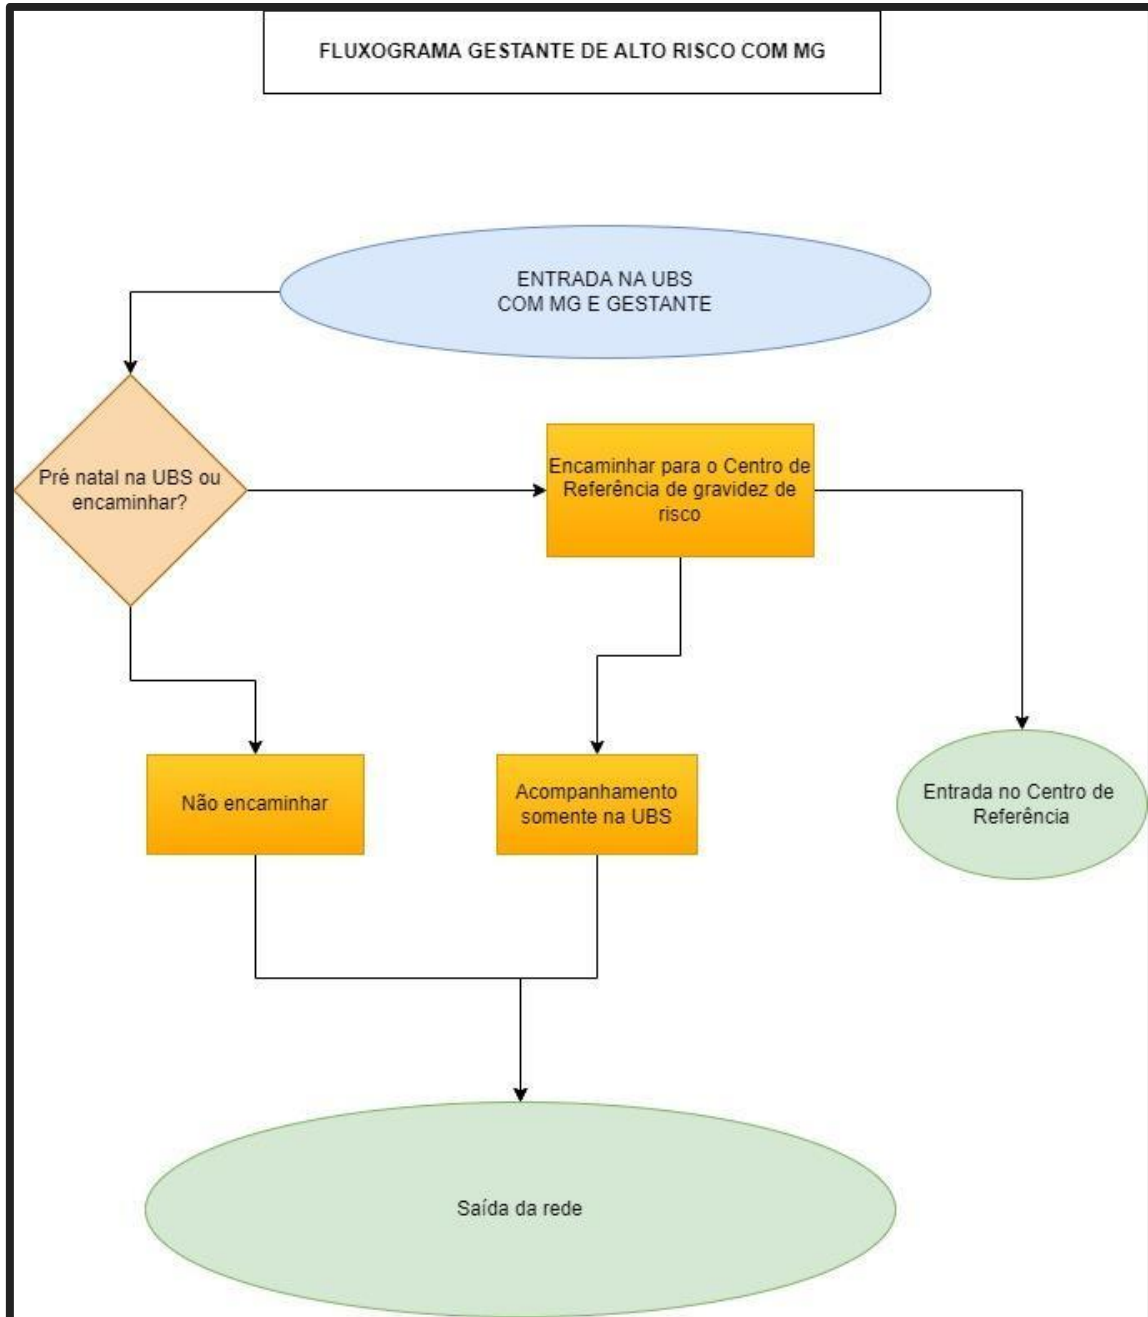 FLUXOGRAMA GESTANTE DE ALTO RISCO COM MG
ENTRADA NA UBS
COM MG E GESTANTE
Pré natal na UBS ou
encaminhar?
Encaminhar para o Centro de
Referência de gravidez de
risco
Não encaminhar
Acompanhamento
somente na UBS
Entrada no Centro de
Referência
Saída da rede